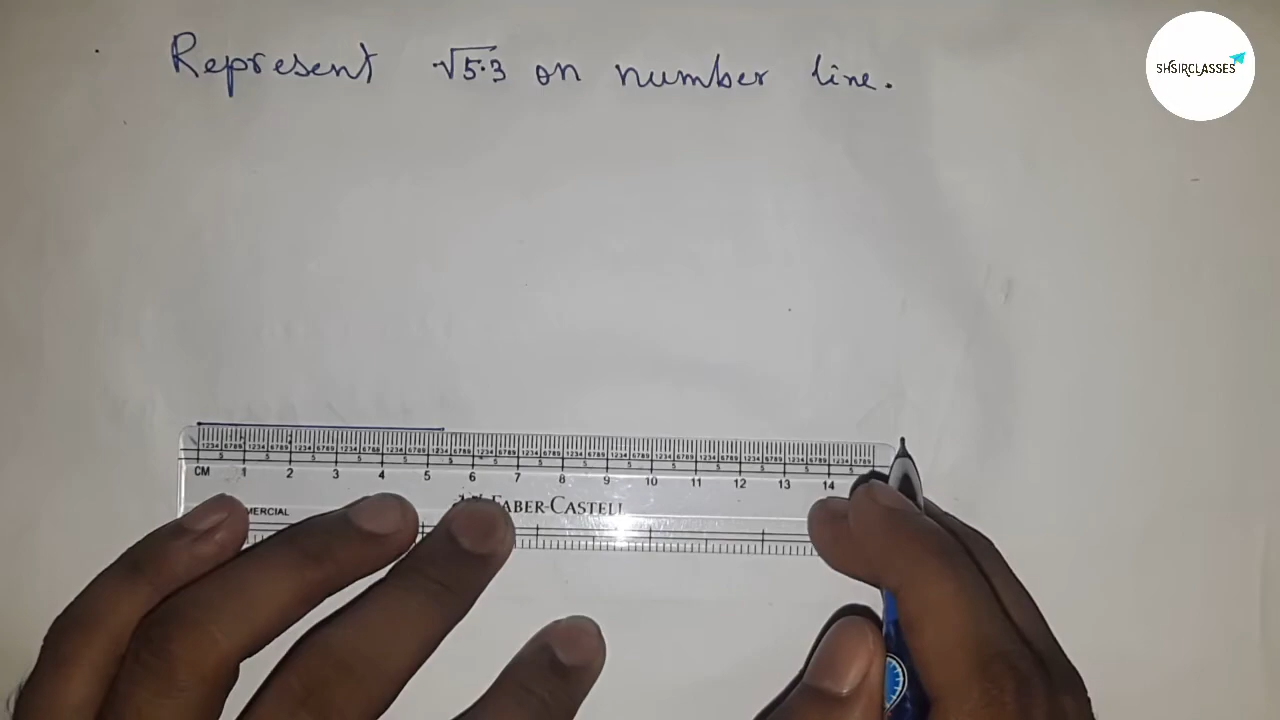 Represent √5.3 on number line.
SHSIRCLASSES
CM 1 2 3 4 5 6 7 8 9 10 11 12 13 14
FABER-CASTELL
MERCIAL